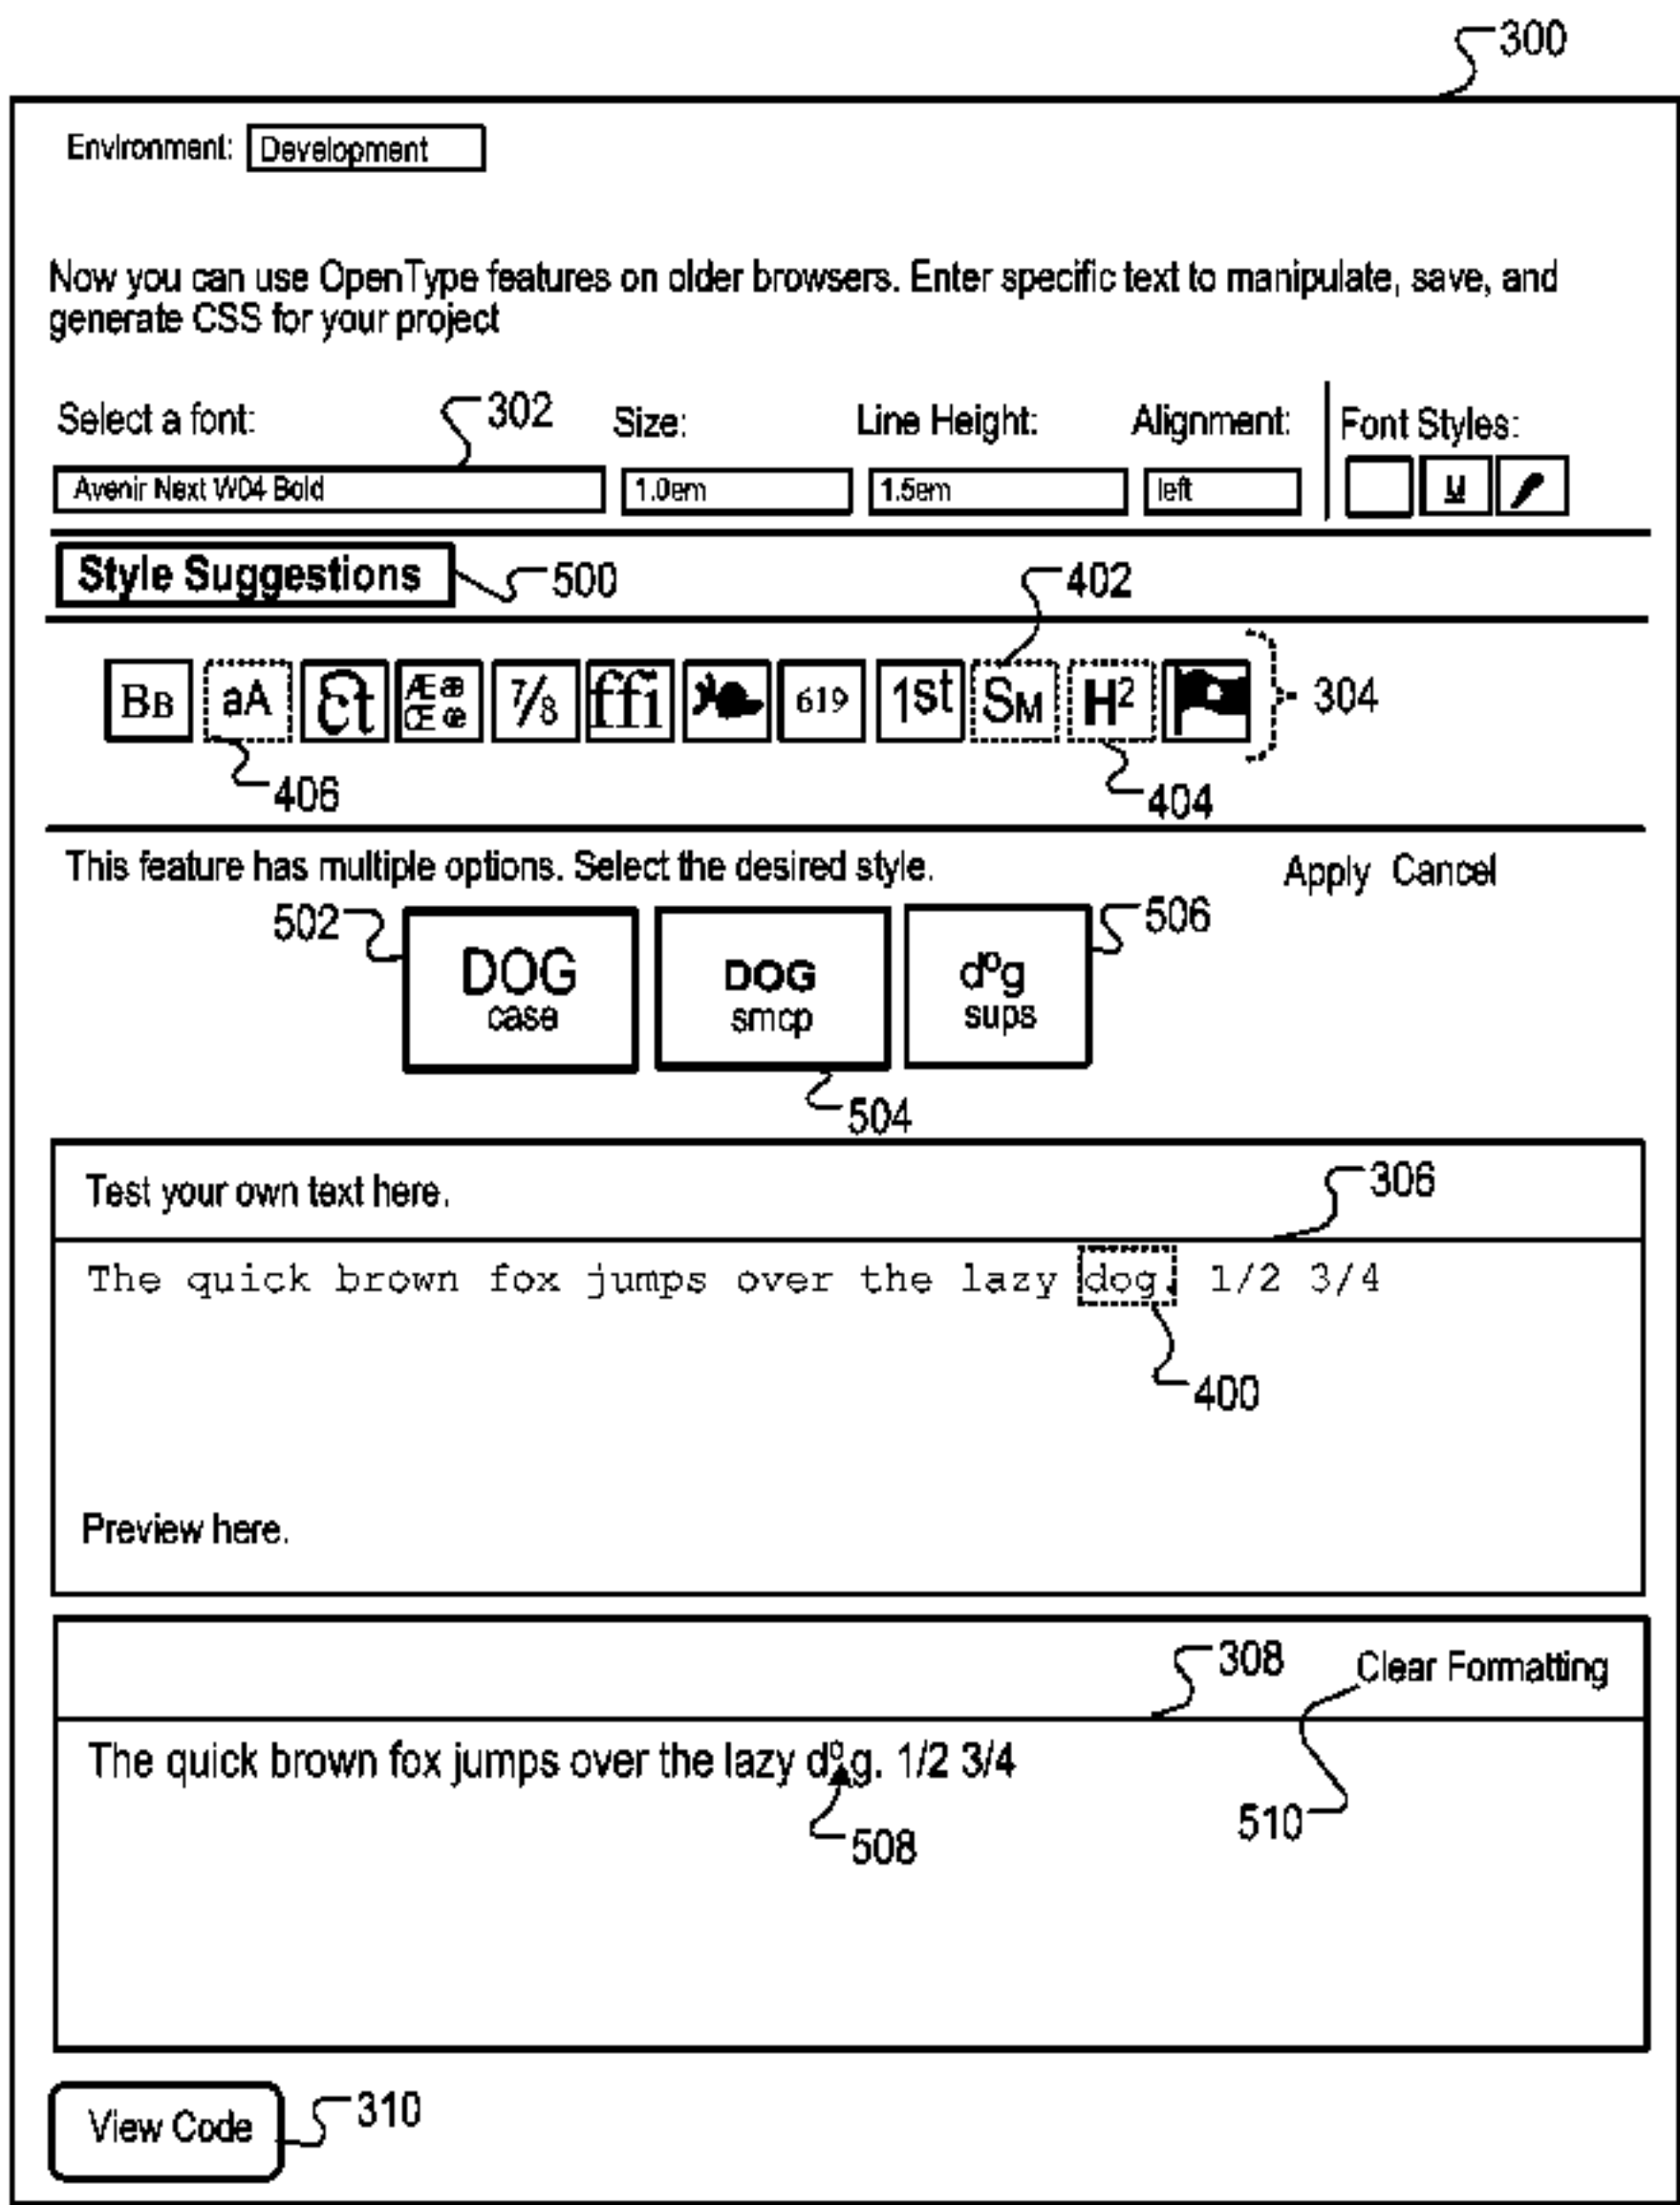 300
Environment: Development
Now you can use OpenType features on older browsers. Enter specific text to manipulate, save, and
generate CSS for your project
Select a font: 302 Size: Line Height: Alignment: Font Styles:
Avenir Next W04 Bold 1.0em 1.5em left M
Style Suggestions 500 402
BB aA Et Æ æ Œ œ 7/8 ffi 619 1st SM H² 304
406 404
This feature has multiple options. Select the desired style. Apply Cancel
502 DOG DOG dºg 506
case smcp sups
504
Test your own text here. 306
The quick brown fox jumps over the lazy dog. 1/2 3/4
400
Preview here.
308 Clear Formatting
The quick brown fox jumps over the lazy dºg. 1/2 3/4
508 510
View Code 310